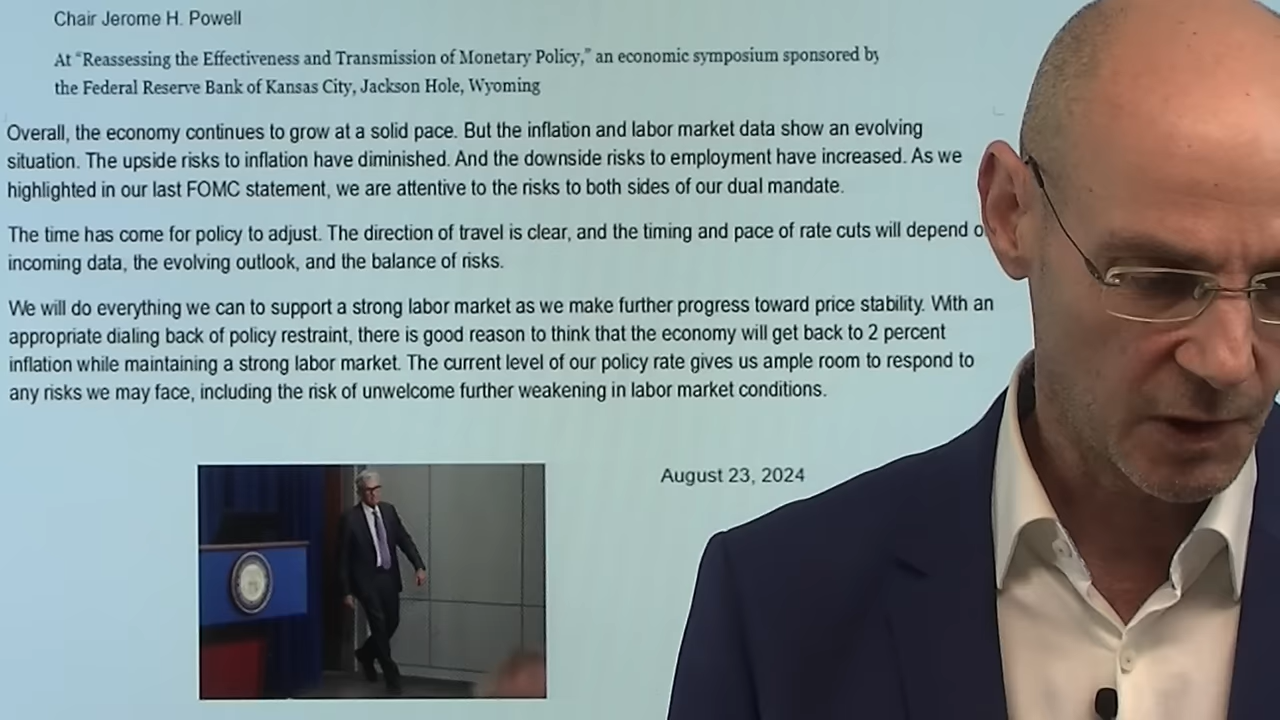 Chair Jerome H. Powell
At “Reassessing the Effectiveness and Transmission of Monetary Policy,” an economic symposium sponsored by
the Federal Reserve Bank of Kansas City, Jackson Hole, Wyoming
Overall, the economy continues to grow at a solid pace. But the inflation and labor market data show an evolving
situation. The upside risks to inflation have diminished. And the downside risks to employment have increased. As we
highlighted in our last FOMC statement, we are attentive to the risks to both sides of our dual mandate.
The time has come for policy to adjust. The direction of travel is clear, and the timing and pace of rate cuts will depend o
incoming data, the evolving outlook, and the balance of risks.
We will do everything we can to support a strong labor market as we make further progress toward price stability. With an
appropriate dialing back of policy restraint, there is good reason to think that the economy will get back to 2 percent
inflation while maintaining a strong labor market. The current level of our policy rate gives us ample room to respond to
any risks we may face, including the risk of unwelcome further weakening in labor market conditions.
August 23, 2024